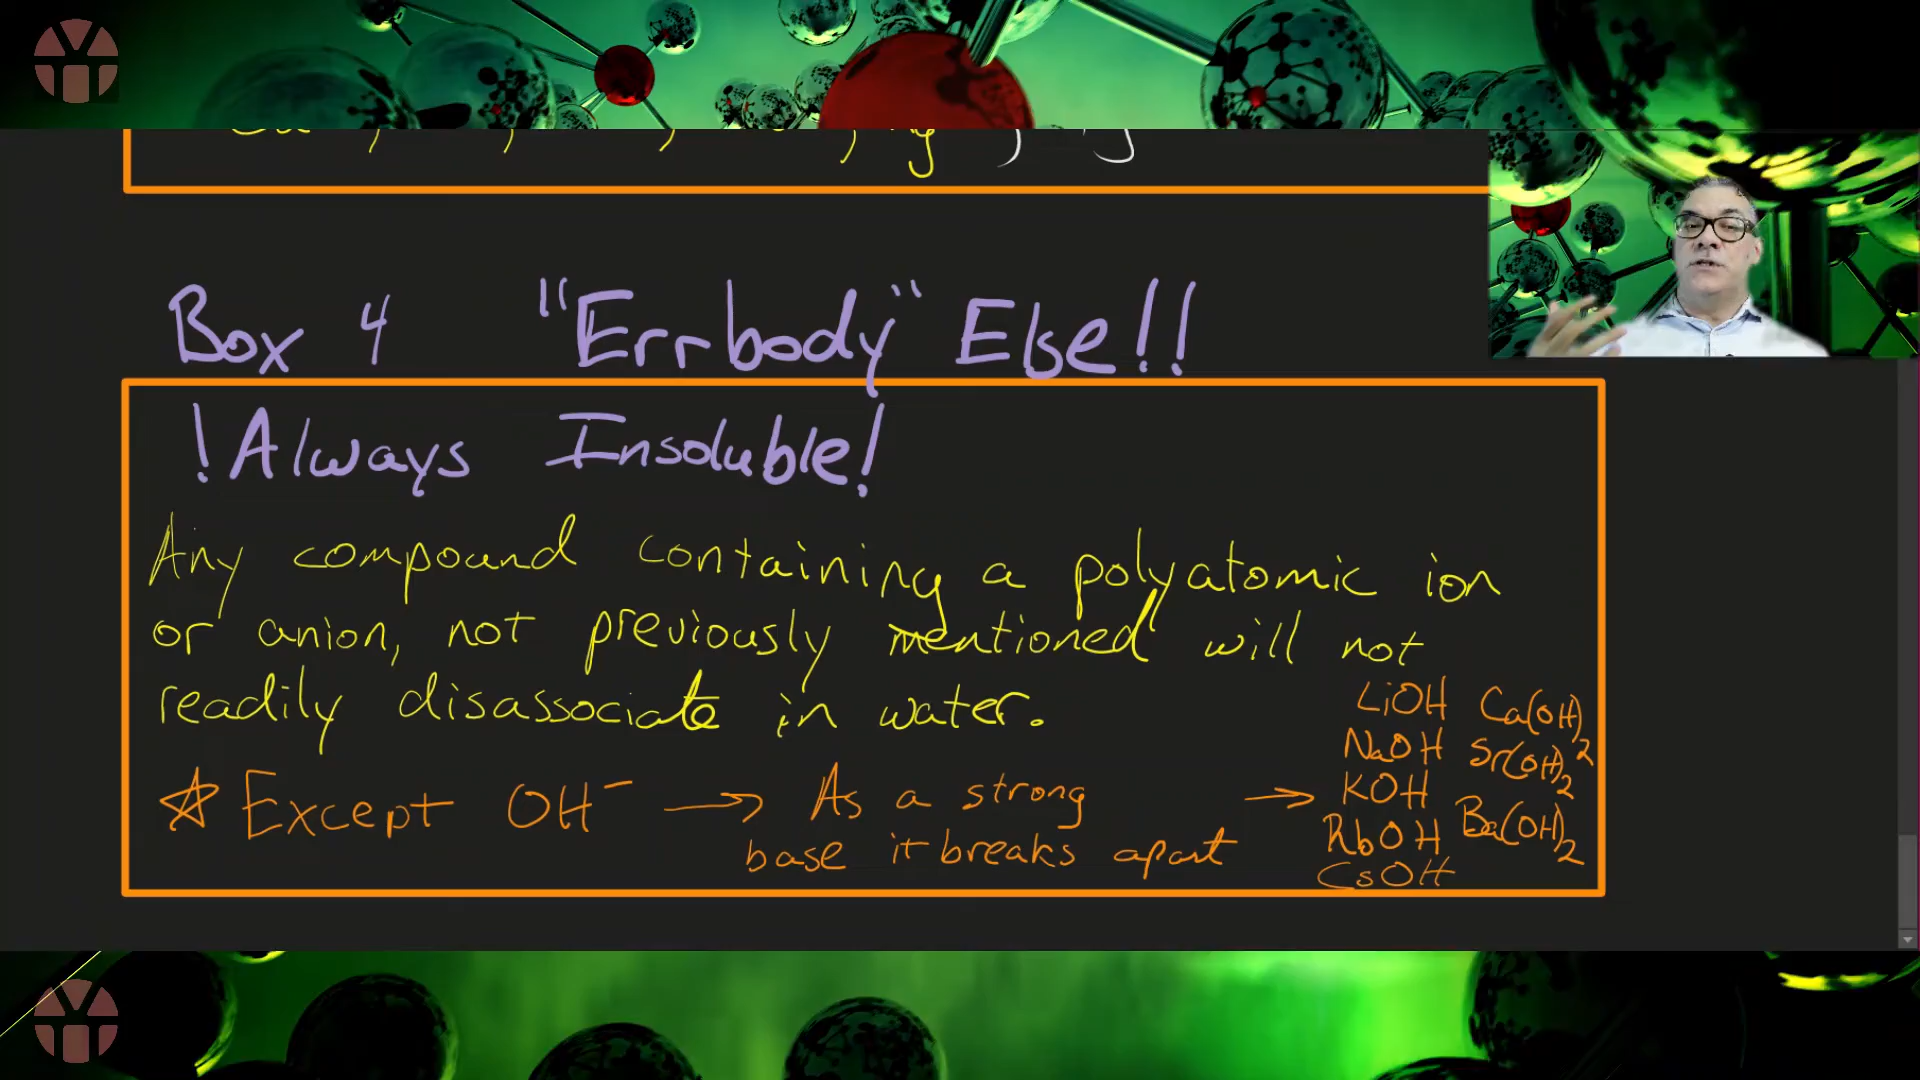 Box 4 "Errbody" Else!!
!Always Insoluble!
Any compound containing a polyatomic ion
or anion, not previously mentioned will not
readily disassociate in water.
☆ Except OH⁻ → As a strong
base it breaks apart →
LiOH Ca(OH)₂
NaOH Sr(OH)₂
KOH
RbOH Ba(OH)₂
CsOH